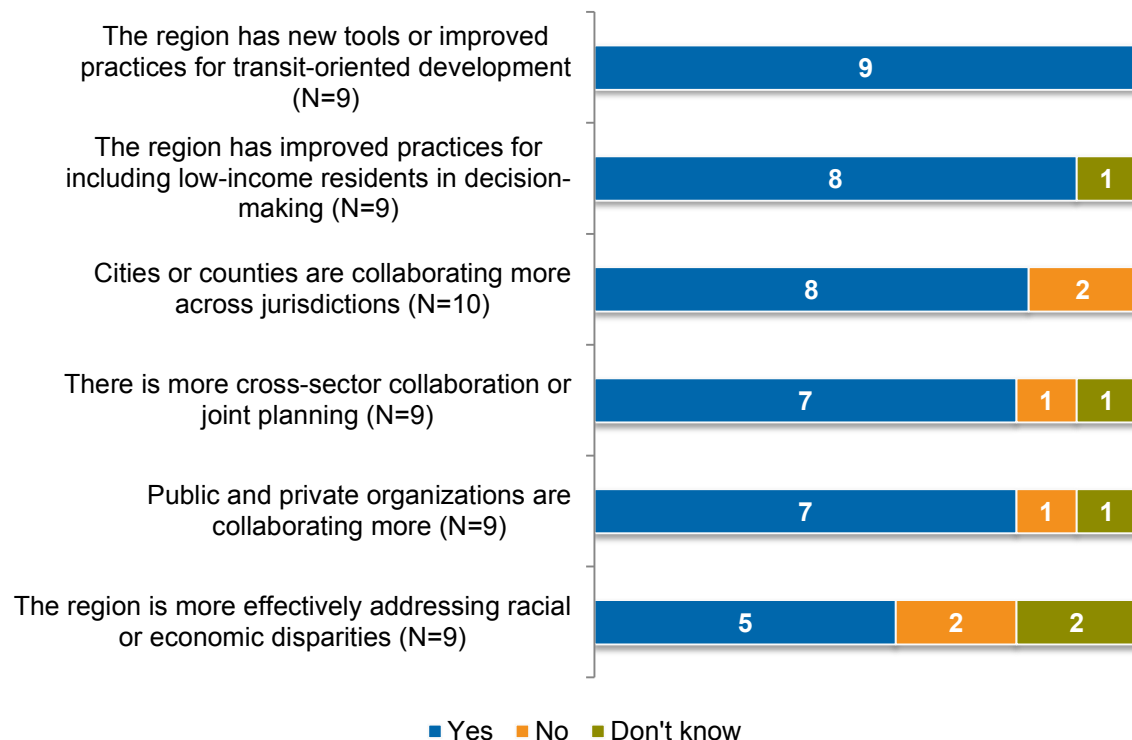 The region has new tools or improved
practices for transit-oriented development
(N=9)
9
The region has improved practices for
including low-income residents in decision-
making (N=9)
8
1
Cities or counties are collaborating more
across jurisdictions (N=10)
8
2
There is more cross-sector collaboration or
joint planning (N=9)
7
1
1
Public and private organizations are
collaborating more (N=9)
7
1
1
The region is more effectively addressing racial
or economic disparities (N=9)
5
2
2
Yes No Don't know